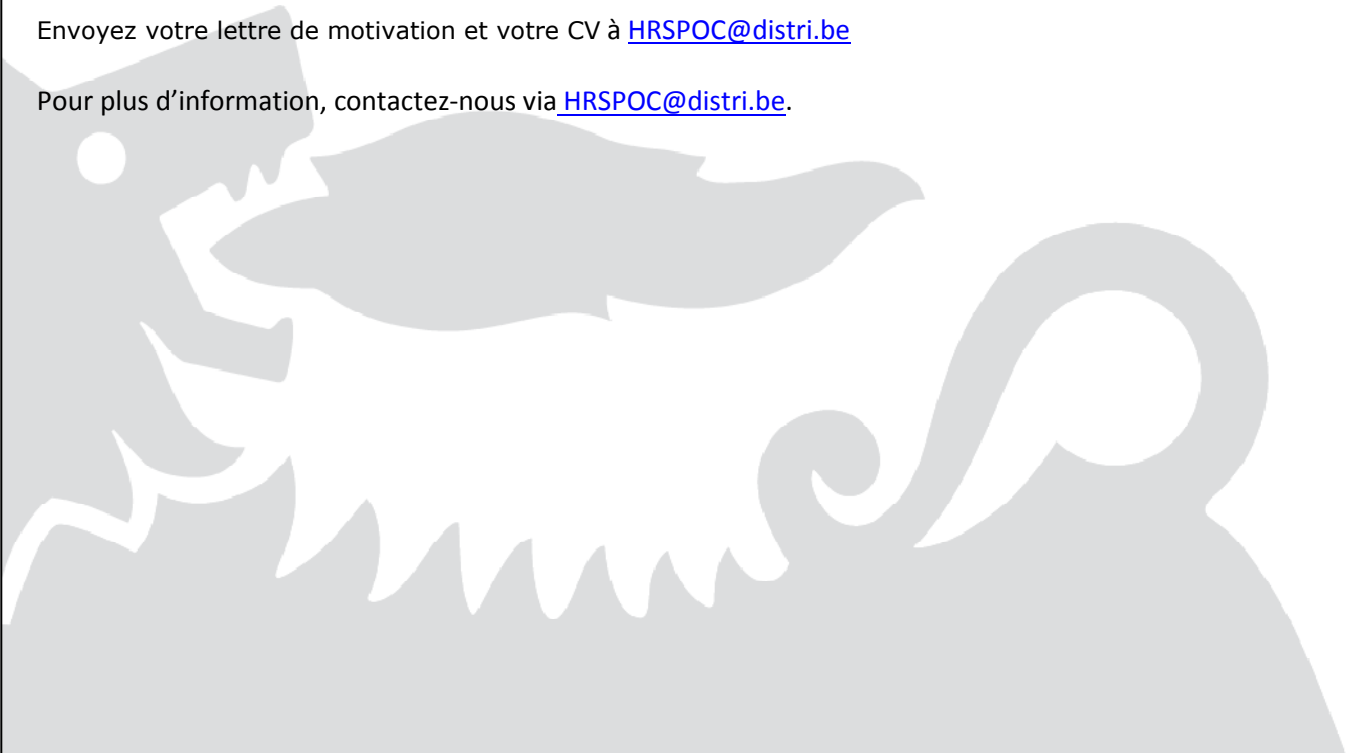 Envoyez votre lettre de motivation et votre CV à HRSPOC@distri.be
Pour plus d’information, contactez-nous via HRSPOC@distri.be.